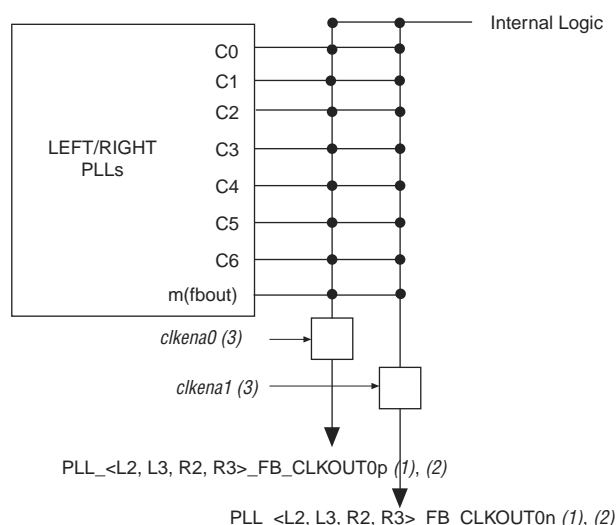 Internal Logic
C0
C1
C2
LEFT/RIGHT
PLLs
C3
C4
C5
C6
m(fbout)
clkena0 (3)
clkena1 (3)
PLL_<L2, L3, R2, R3>_FB_CLKOUT0p (1), (2)
PLL_<L2, L3, R2, R3>_FB_CLKOUT0n (1), (2)